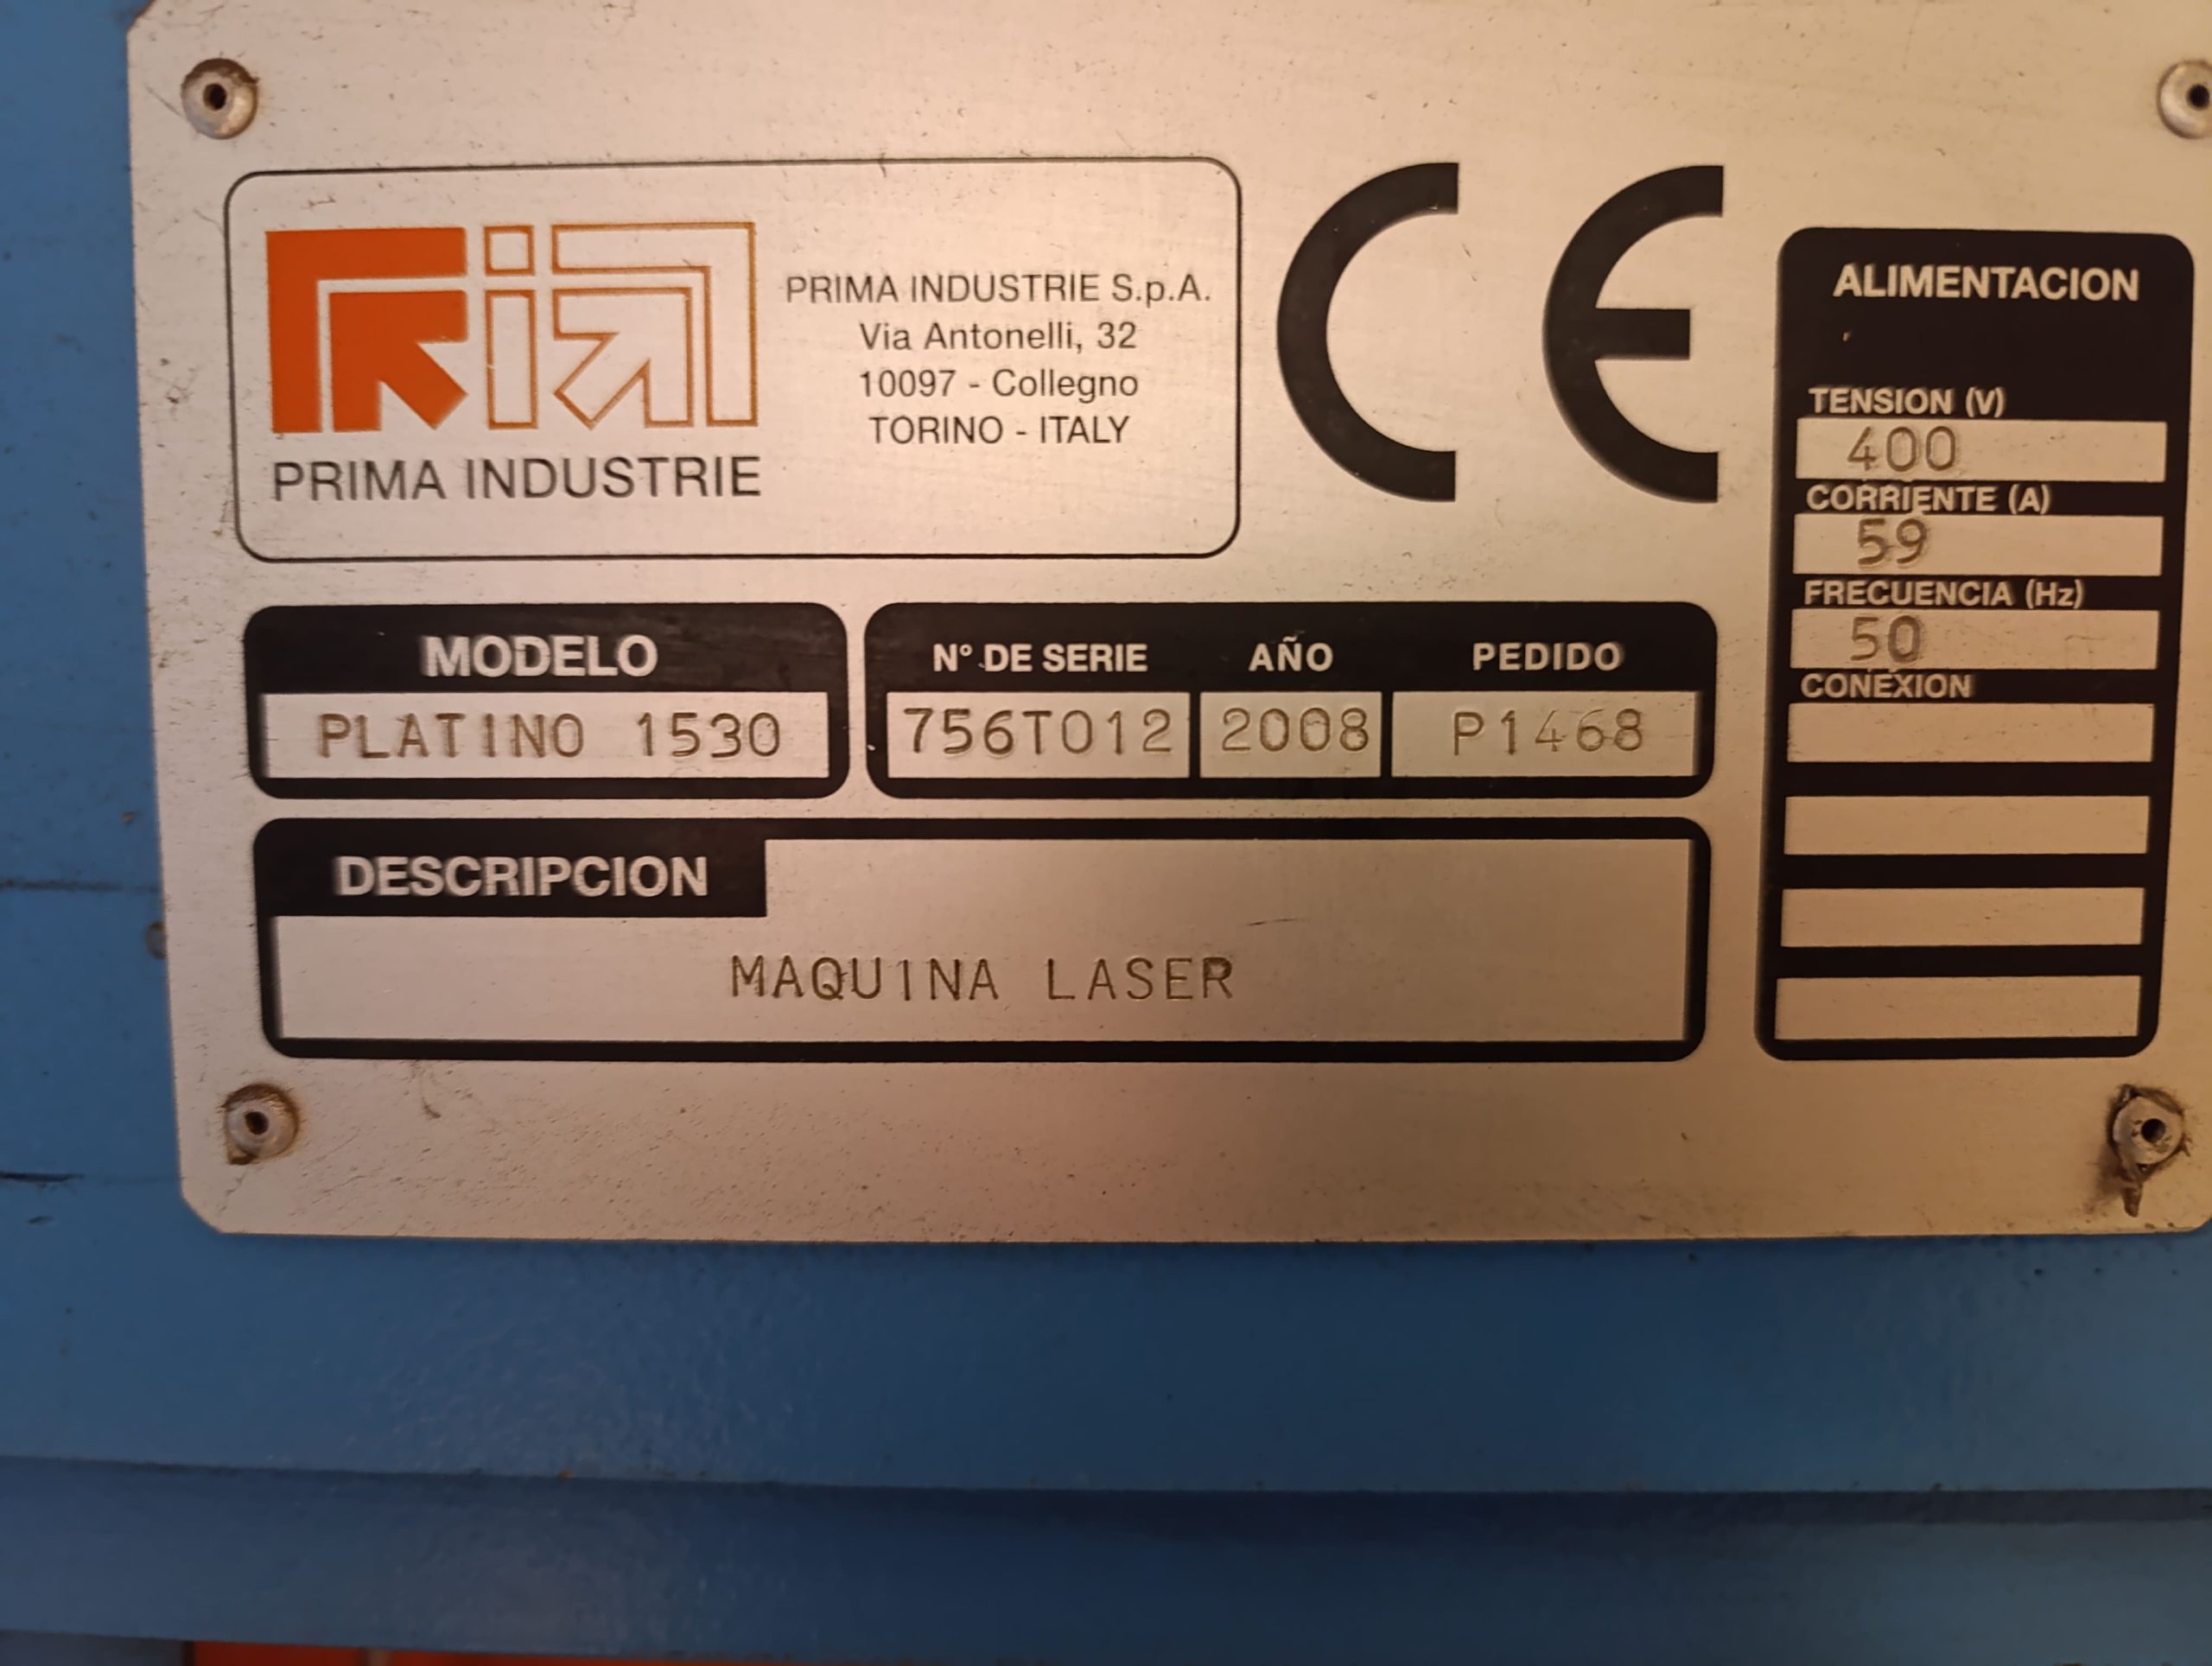 PRIMA INDUSTRIE
PRIMA INDUSTRIE S.p.A.
Via Antonelli, 32
10097 - Collegno
TORINO - ITALY
CE
MODELO
PLATINO 1530
N° DE SERIE
756T012
AÑO
2008
PEDIDO
P1468
DESCRIPCION
MAQUINA LASER
ALIMENTACION
TENSION (V)
400
CORRIENTE (A)
59
FRECUENCIA (Hz)
50
CONEXION